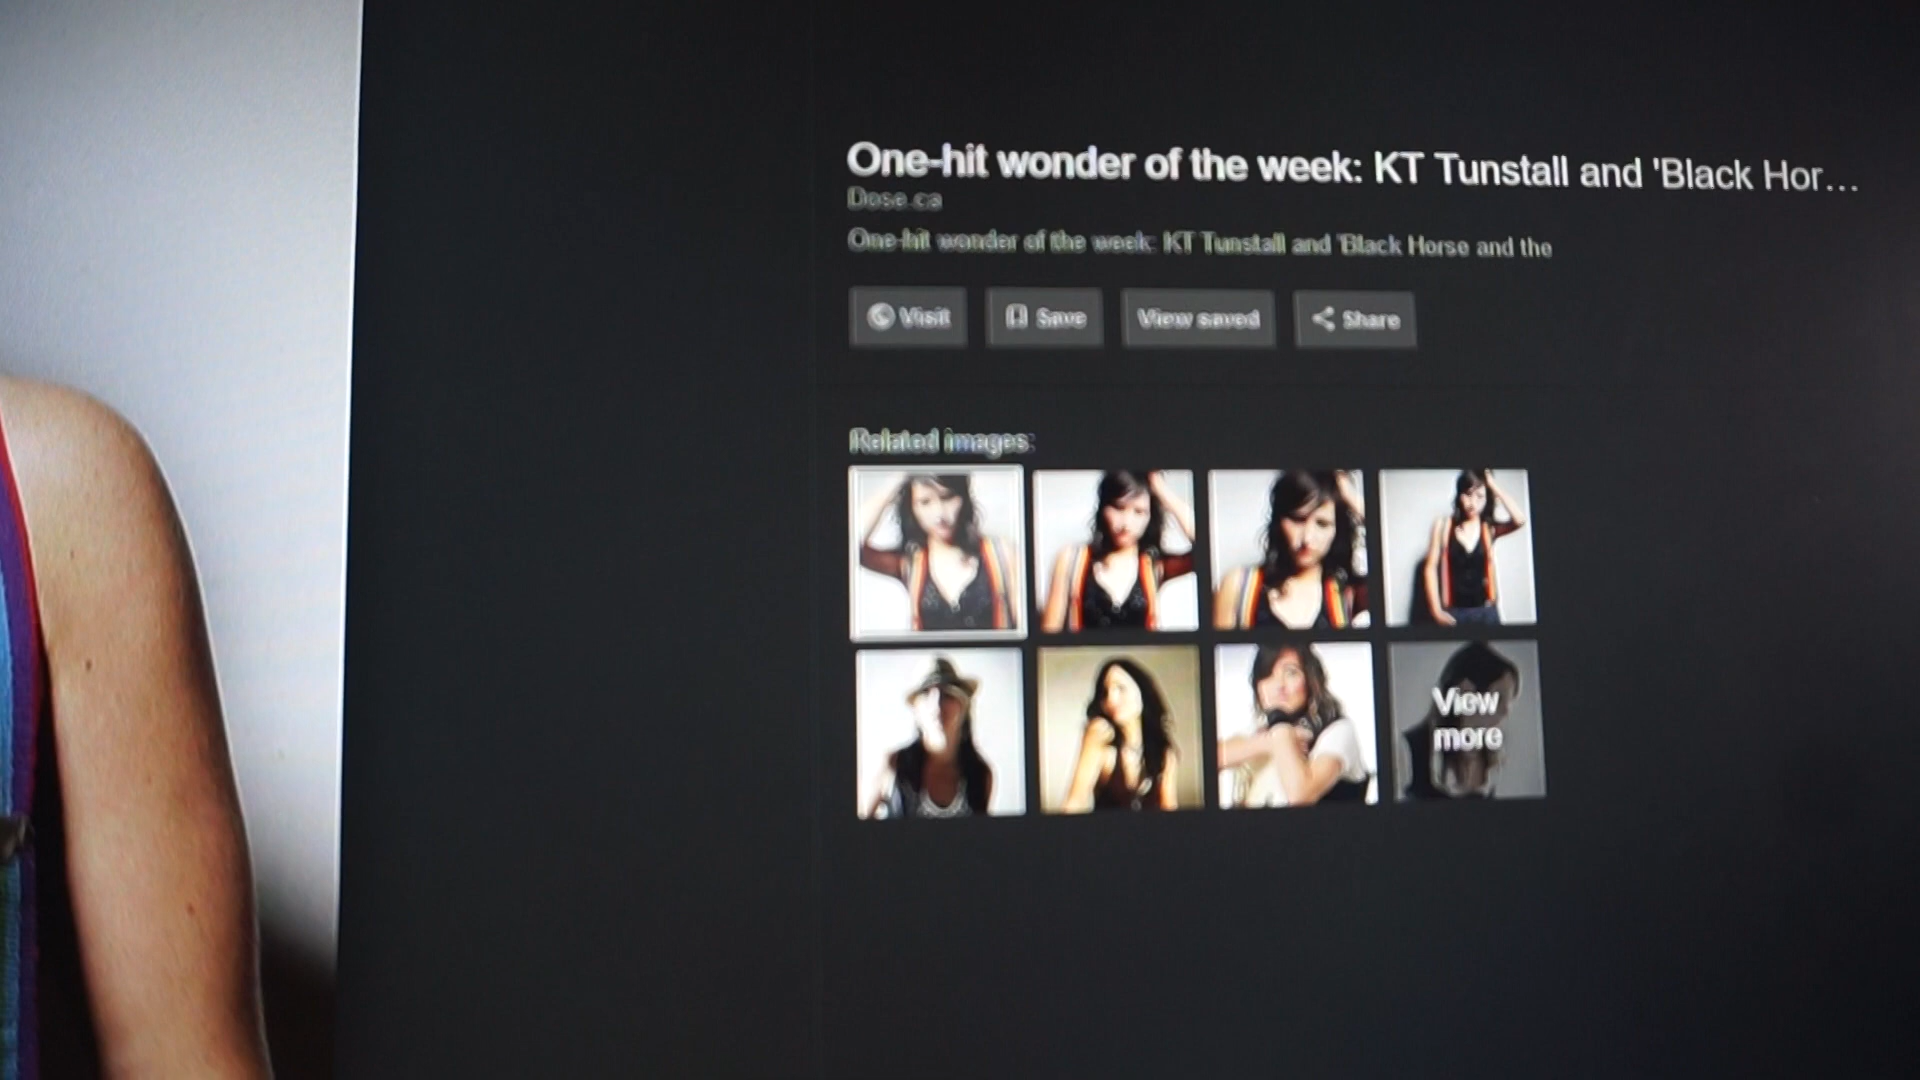 One-hit wonder of the week: KT Tunstall and 'Black Hor...
Dose.ca
One-hit wonder of the week: KT Tunstall and 'Black Horse and the
Visit
Save
View saved
Share
Related images:
View
more